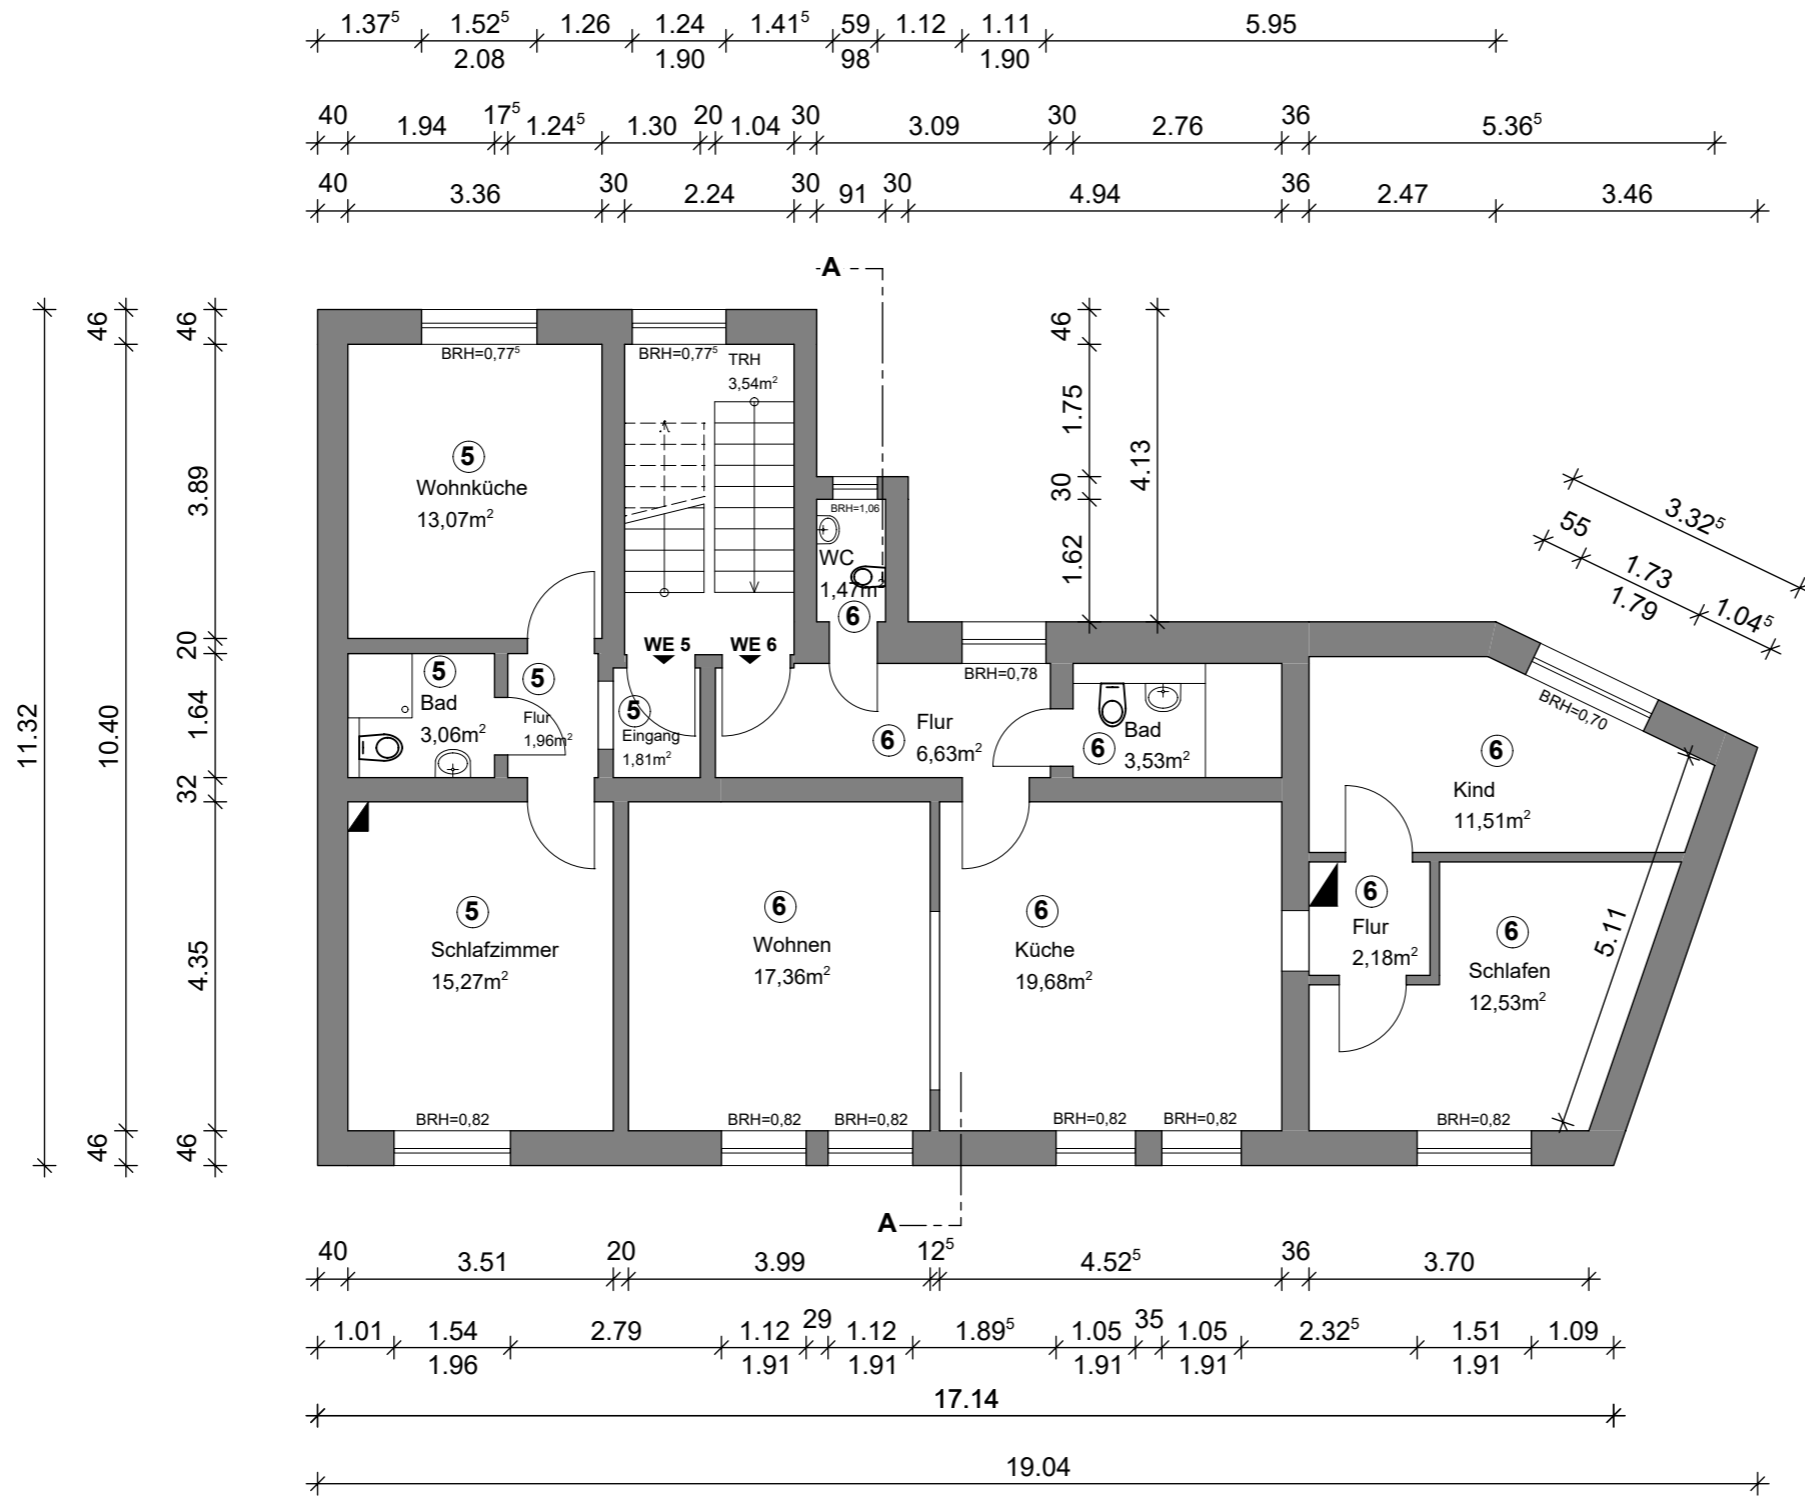 1.37⁵ 1.52⁵ 1.26 1.24 1.41⁵ 59 1.12 1.11 5.95
2.08 1.90 98 1.90
40 1.94 17⁵ 1.24⁵ 1.30 20 1.04 30 3.09 30 2.76 36 5.36⁵
40 3.36 30 2.24 30 91 30 4.94 36 2.47 3.46
A
11.32
46 10.40 46
46 3.89 20 1.64 32 4.35 46
46 1.75 30 1.62
4.13
3.32⁵
55 1.73 1.04⁵
1.79
BRH=0,77⁵
BRH=0,77⁵
TRH
3,54m²
5
Wohnküche
13,07m²
BRH=1,06
WC
1,47m²
6
WE 5
WE 6
5
Bad
3,06m²
5
Flur
1,96m²
5
Eingang
1,81m²
6
Flur
6,63m²
BRH=0,78
6
Bad
3,53m²
BRH=0,70
6
Kind
11,51m²
5
Schlafzimmer
15,27m²
6
Wohnen
17,36m²
6
Küche
19,68m²
6
Flur
2,18m²
6
Schlafen
12,53m²
5.11
BRH=0,82
BRH=0,82
BRH=0,82
BRH=0,82
BRH=0,82
BRH=0,82
A
40 3.51 20 3.99 12⁵ 4.52⁵ 36 3.70
1.01 1.54 2.79 1.12 29 1.12 1.89⁵ 1.05 35 1.05 2.32⁵ 1.51 1.09
1.96 1.91 1.91 1.91 1.91 1.91
17.14
19.04